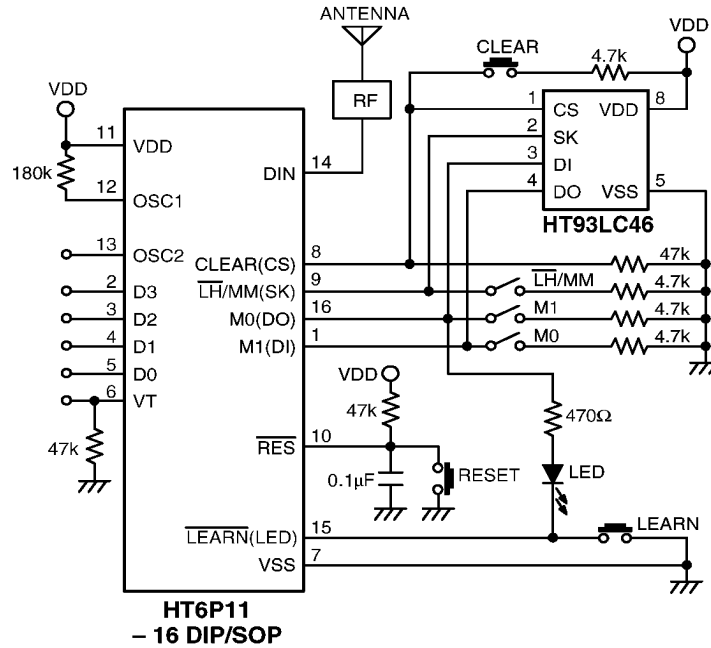 ANTENNA
VDD
CLEAR
4.7k
VDD
RF
1 CS VDD 8
11 VDD
2 SK
180k
14
3 DI
DIN
12 OSC1
4 DO VSS 5
HT93LC46
13 OSC2
CLEAR(CS) 8 47k
2 D3
LH/MM(SK) 9 LH/MM 4.7k
3 D2
M0(DO) 16 M1 4.7k
4 D1
M1(DI) 1 M0 4.7k
5 D0
VDD
6 VT
47k
470Ω
47k
RES 10
0.1µF
RESET
LED
LEARN(LED) 15 LEARN
VSS 7
HT6P11
– 16 DIP/SOP